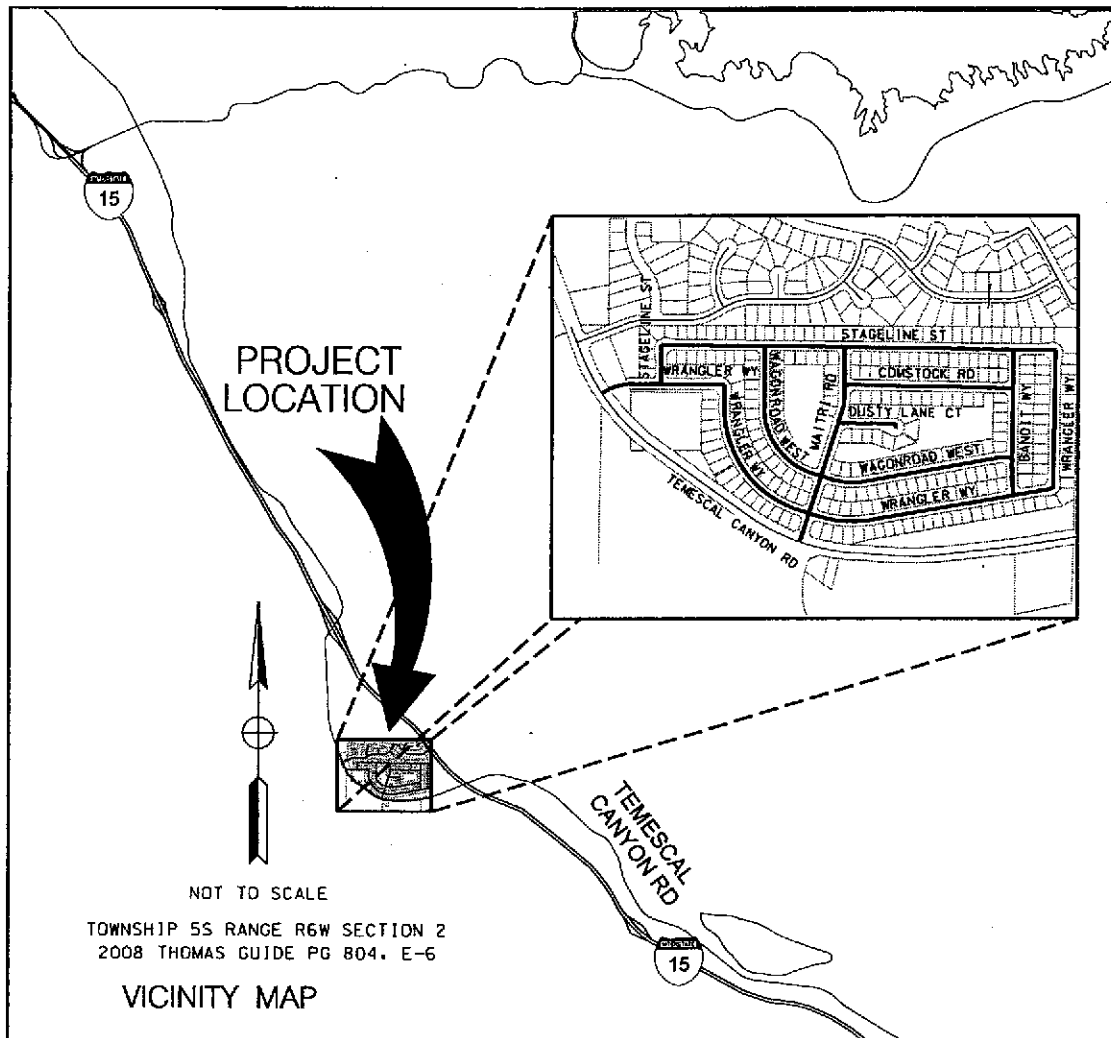 INTERSTATE
15
PROJECT
LOCATION
STAGELINE ST
STAGELINE ST
WRANGLER WY
WAGONROAD WEST
COMSTOCK RD
MAITRI RD
DUSTY LANE CT
WRANGLER WY
BANDIT WY
WRANGLER WY
WAGONROAD WEST
WRANGLER WY
TEMESCAL CANYON RD
TEMESCAL
CANYON RD
NOT TO SCALE
TOWNSHIP 5S RANGE R6W SECTION 2
2008 THOMAS GUIDE PG 804. E-6
VICINITY MAP
INTERSTATE
15